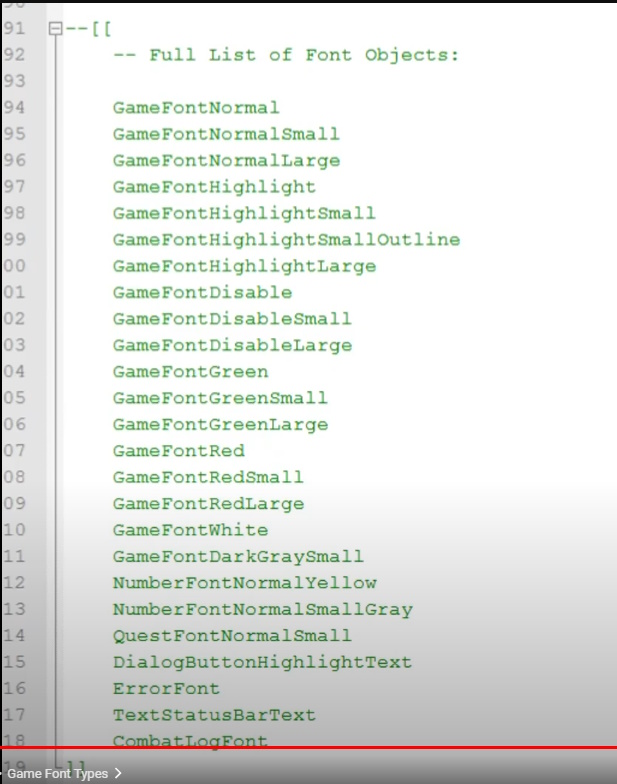 91 --[[
92 -- Full List of Font Objects:
93
94 GameFontNormal
95 GameFontNormalSmall
96 GameFontNormalLarge
97 GameFontHighlight
98 GameFontHighlightSmall
99 GameFontHighlightSmallOutline
00 GameFontHighlightLarge
01 GameFontDisable
02 GameFontDisableSmall
03 GameFontDisableLarge
04 GameFontGreen
05 GameFontGreenSmall
06 GameFontGreenLarge
07 GameFontRed
08 GameFontRedSmall
09 GameFontRedLarge
10 GameFontWhite
11 GameFontDarkGraySmall
12 NumberFontNormalYellow
13 NumberFontNormalSmallGray
14 QuestFontNormalSmall
15 DialogButtonHighlightText
16 ErrorFont
17 TextStatusBarText
18 CombatLogFont
Game Font Types